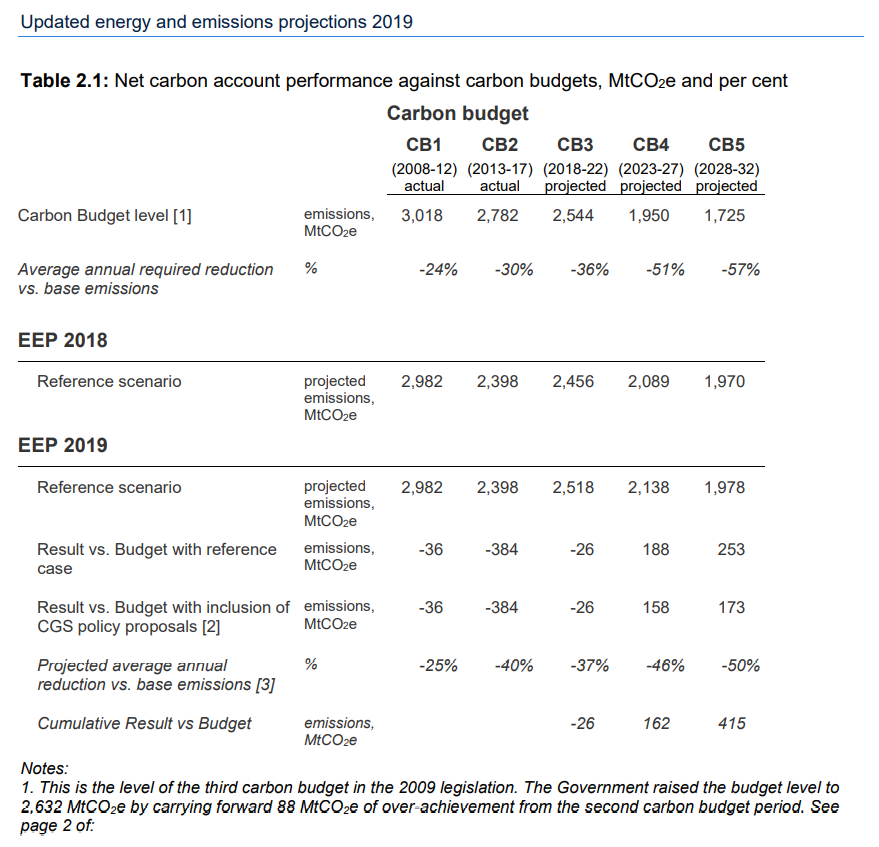 Updated energy and emissions projections 2019
Table 2.1: Net carbon account performance against carbon budgets, MtCO2e and per cent
Carbon budget
CB1 CB2 CB3 CB4 CB5
(2008-12) (2013-17) (2018-22) (2023-27) (2028-32)
actual actual projected projected projected
Carbon Budget level [1] emissions, 3,018 2,782 2,544 1,950 1,725
MtCO2e
Average annual required reduction % -24% -30% -36% -51% -57%
vs. base emissions
EEP 2018
Reference scenario projected 2,982 2,398 2,456 2,089 1,970
emissions,
MtCO2e
EEP 2019
Reference scenario projected 2,982 2,398 2,518 2,138 1,978
emissions,
MtCO2e
Result vs. Budget with reference emissions, -36 -384 -26 188 253
case MtCO2e
Result vs. Budget with inclusion of emissions, -36 -384 -26 158 173
CGS policy proposals [2] MtCO2e
Projected average annual % -25% -40% -37% -46% -50%
reduction vs. base emissions [3]
Cumulative Result vs Budget emissions, -26 162 415
MtCO2e
Notes:
1. This is the level of the third carbon budget in the 2009 legislation. The Government raised the budget level to
2,632 MtCO2e by carrying forward 88 MtCO2e of over-achievement from the second carbon budget period. See
page 2 of: